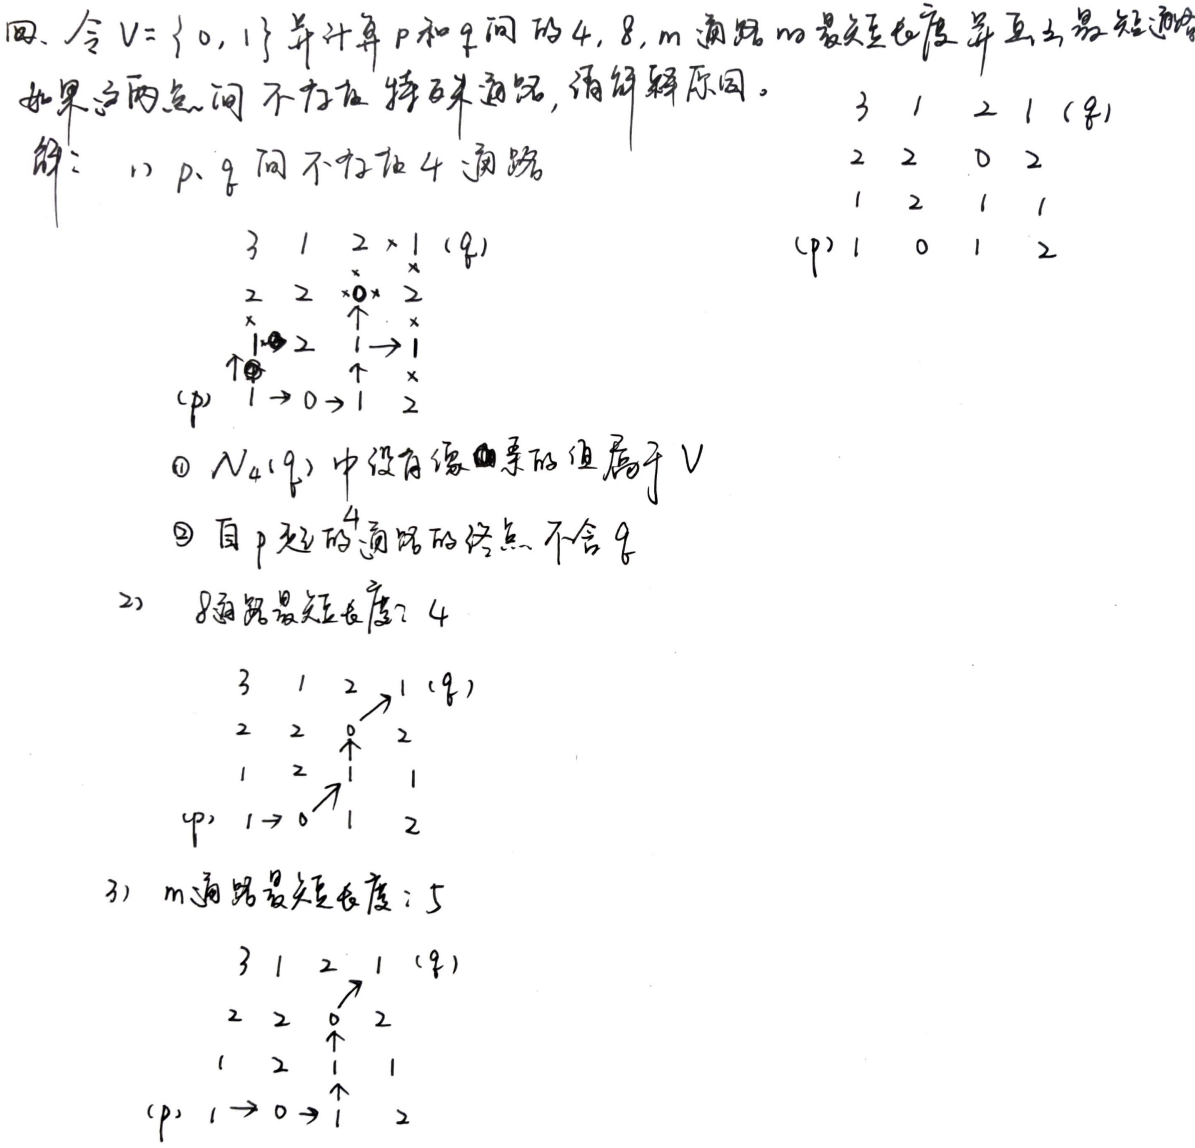 四、令 V = {0, 1} 并计算 p 和 q 间的 4, 8, m 通路的最短长度并画出最短通路
如果这两点间不存在特殊通路,请解释原因。
3 1 2 1 (q)
2 2 0 2
1 2 1 1
(p) 1 0 1 2
解: 1) p、q 间不存在 4 通路
3 1 2 × 1 (q)
× ×
2 2 × 0 × 2
× ↑ ×
1 × 2 1 → 1
↑ ↑ ×
(p) 1 → 0 → 1 2
① N4(q) 中没有像素的值属于 V
② 自 p 起的 4 通路的终点不含 q
2) 8通路最短长度: 4
3 1 2 1 (q)
↗
2 2 0 2
↑
1 2 1 1
↗
(p) 1 → 0 1 2
3) m通路最短长度: 5
3 1 2 1 (q)
↗
2 2 0 2
↑
1 2 1 1
↑
(p) 1 → 0 → 1 2